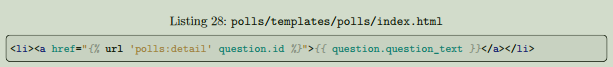 Listing 28: polls/templates/polls/index.html
<li><a href="{% url 'polls:detail' question.id %}">{{ question.question_text }}</a></li>